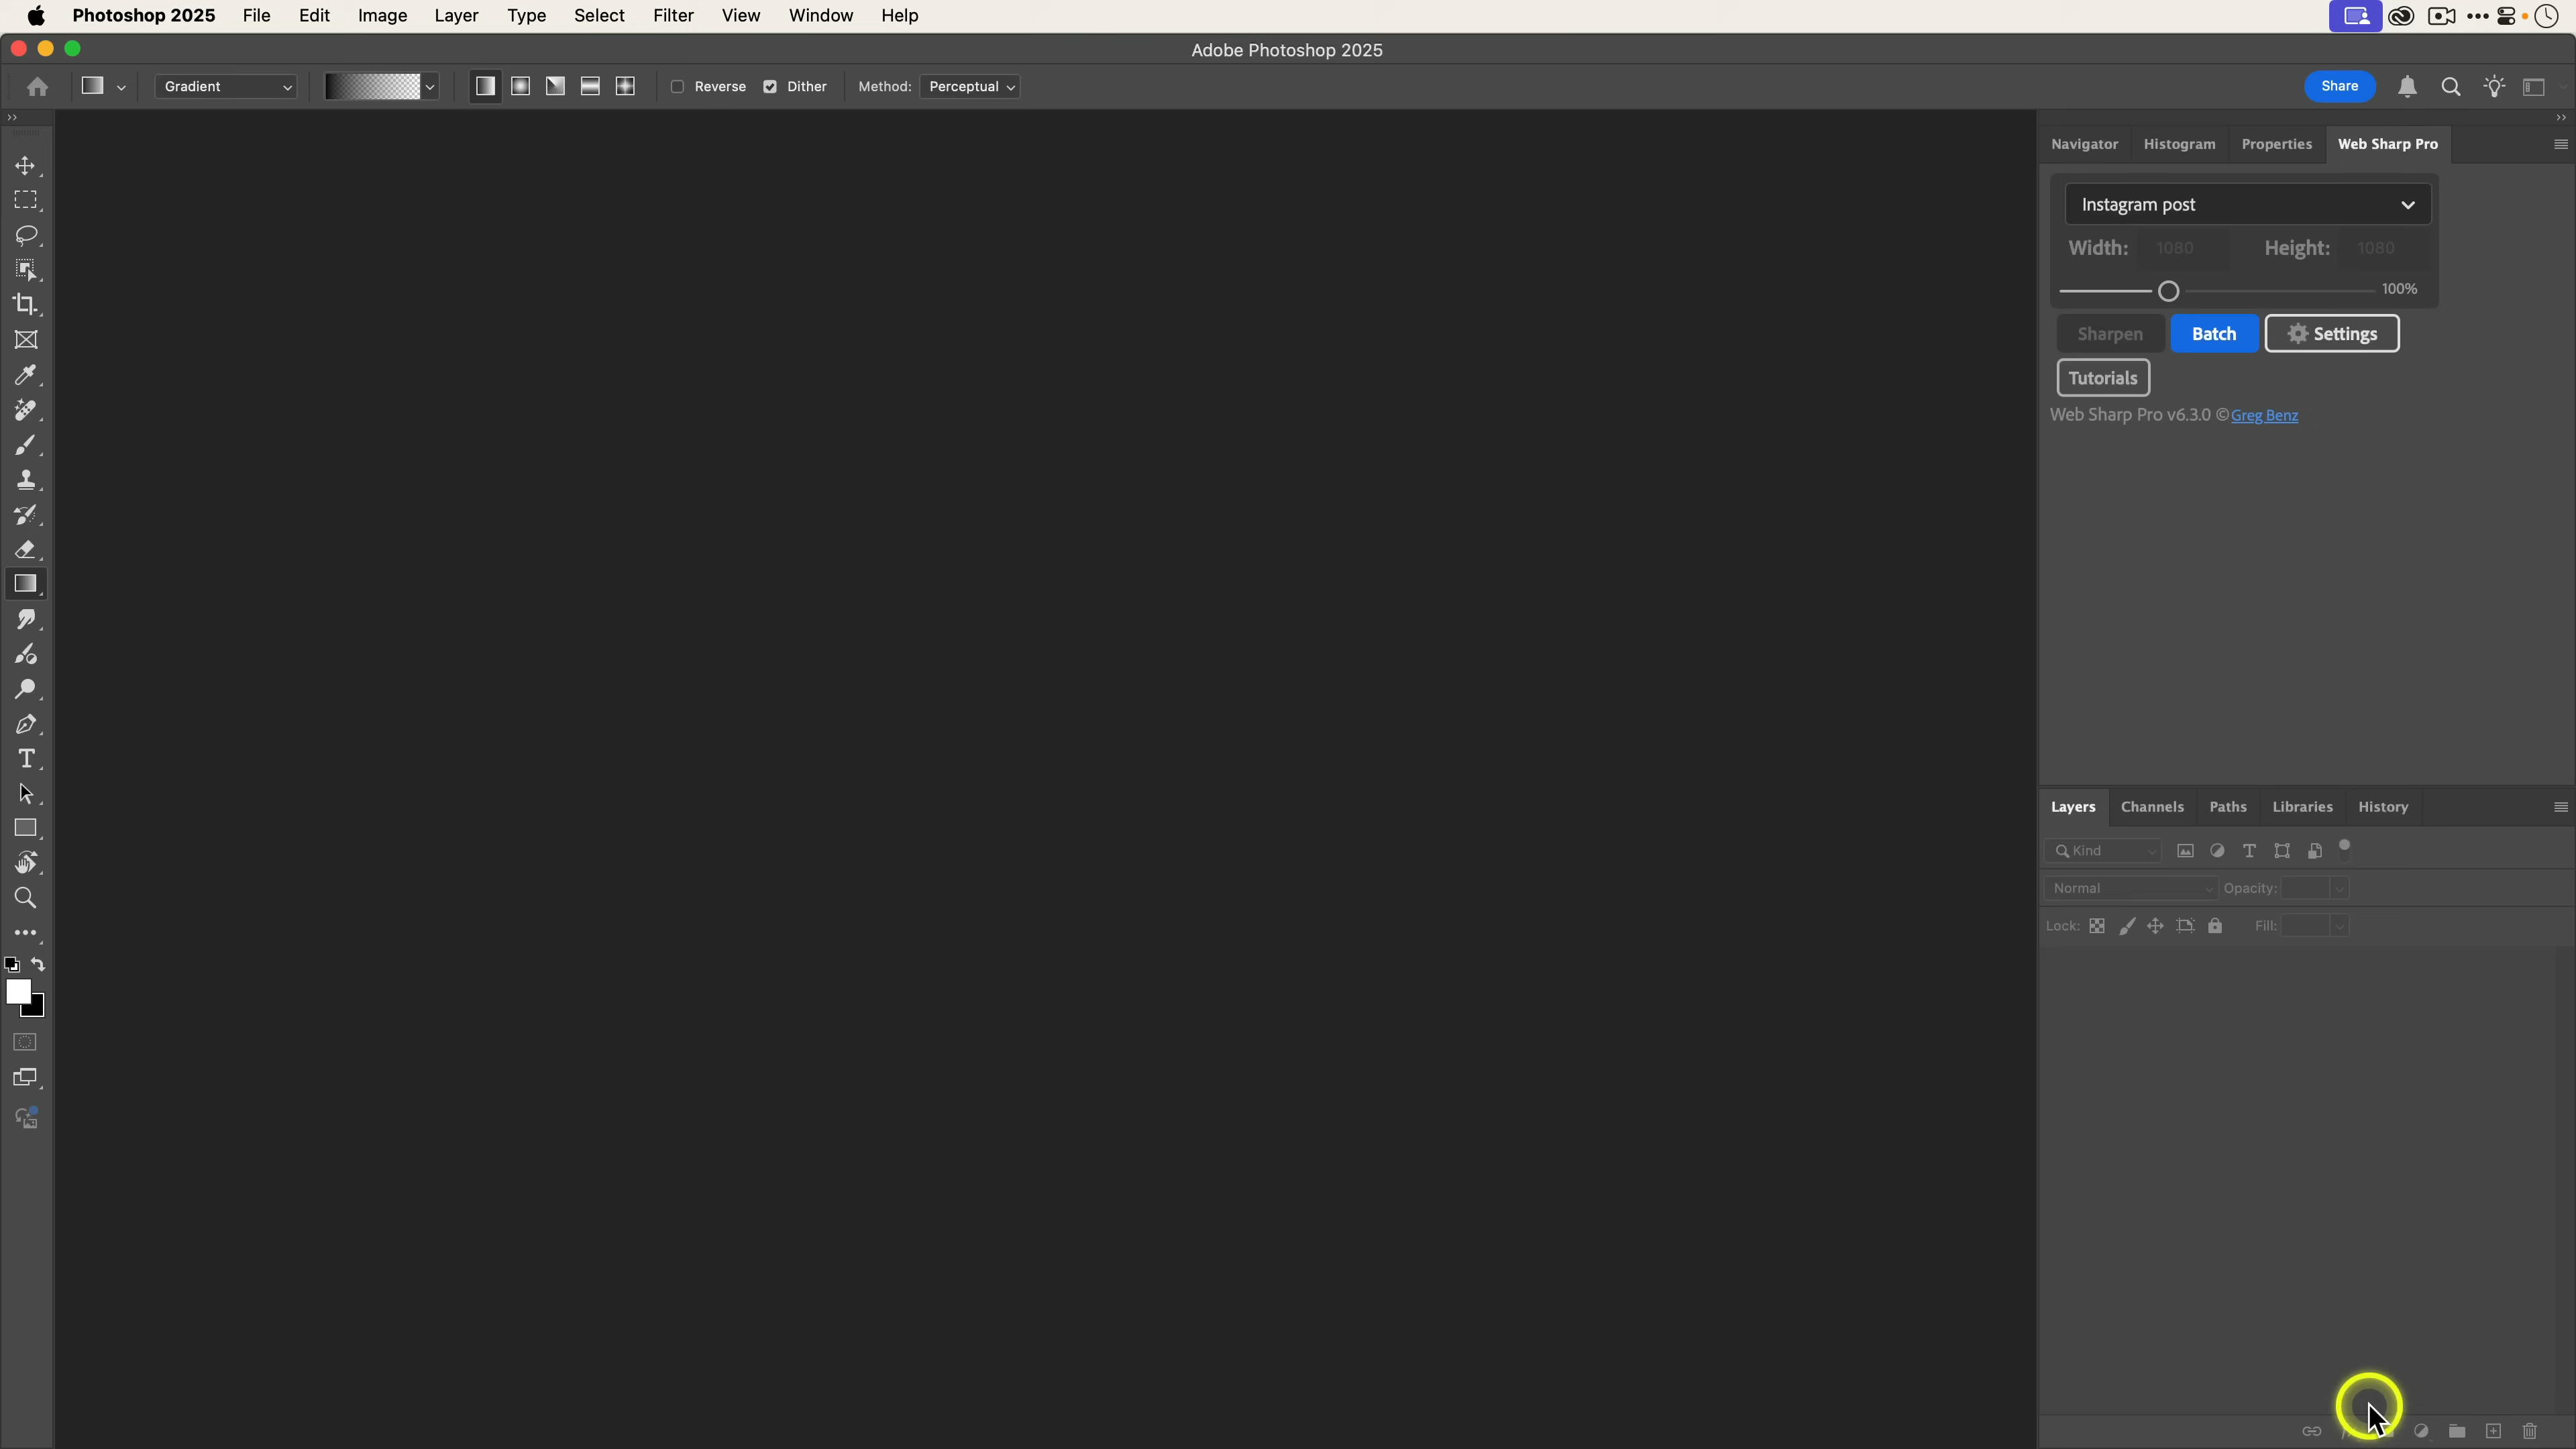 Photoshop 2025 File Edit Image Layer Type Select Filter View Window Help
Adobe Photoshop 2025
Gradient Reverse Dither Method: Perceptual Share
Navigator Histogram Properties Web Sharp Pro
Instagram post
Width: 1080 Height: 1080
100%
Sharpen Batch Settings
Tutorials
Web Sharp Pro v6.3.0 © Greg Benz
Layers Channels Paths Libraries History
Kind
Normal Opacity:
Lock: Fill: